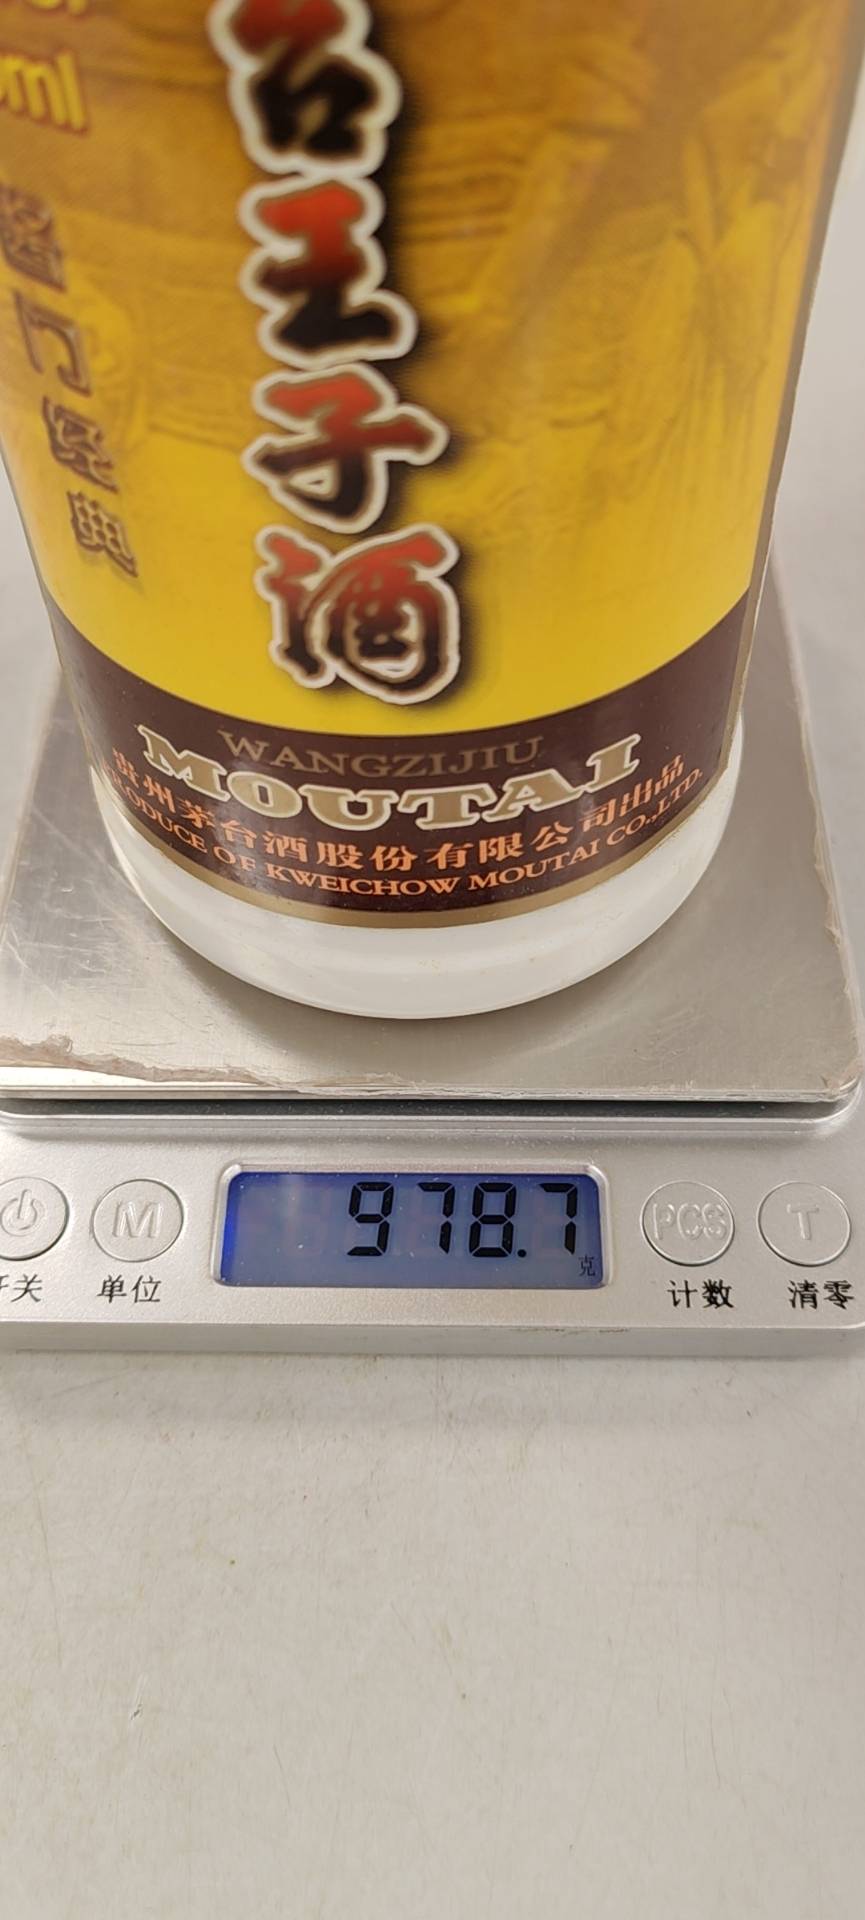 ml
酱门经典
台王子酒
WANGZIJIU
MOUTAI
贵州茅台酒股份有限公司出品
PRODUCE OF KWEICHOW MOUTAI CO.,LTD.
978.7
克
M
PCS
T
开关
单位
计数
清零